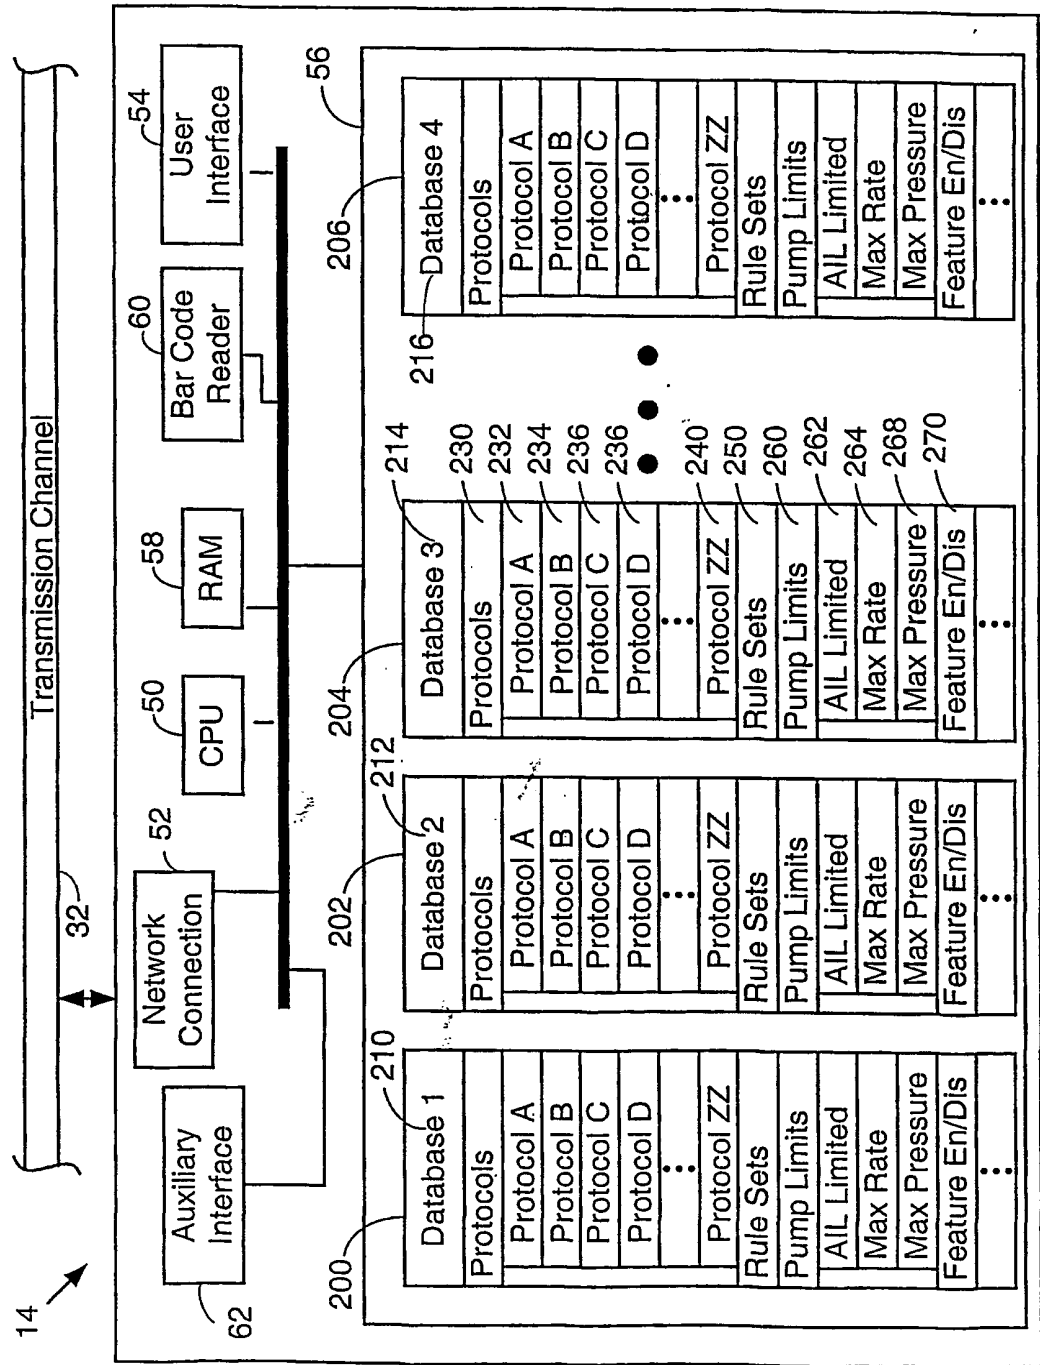 14
Transmission Channel
32
62
Auxiliary
Interface
52
Network
Connection
50
CPU
58
RAM
60
Bar Code
Reader
54
User
Interface
56
200
210
Database 1
Protocols
Protocol A
Protocol B
Protocol C
Protocol D
⋮
Protocol ZZ
Rule Sets
Pump Limits
AIL Limited
Max Rate
Max Pressure
Feature En/Dis
⋮
202
212
Database 2
Protocols
Protocol A
Protocol B
Protocol C
Protocol D
⋮
Protocol ZZ
Rule Sets
Pump Limits
AIL Limited
Max Rate
Max Pressure
Feature En/Dis
⋮
204
214
Database 3
Protocols
Protocol A
Protocol B
Protocol C
Protocol D
⋮
Protocol ZZ
Rule Sets
Pump Limits
AIL Limited
Max Rate
Max Pressure
Feature En/Dis
⋮
230
232
234
236
236
240
250
260
262
264
268
270
● ● ●
206
216
Database 4
Protocols
Protocol A
Protocol B
Protocol C
Protocol D
⋮
Protocol ZZ
Rule Sets
Pump Limits
AIL Limited
Max Rate
Max Pressure
Feature En/Dis
⋮